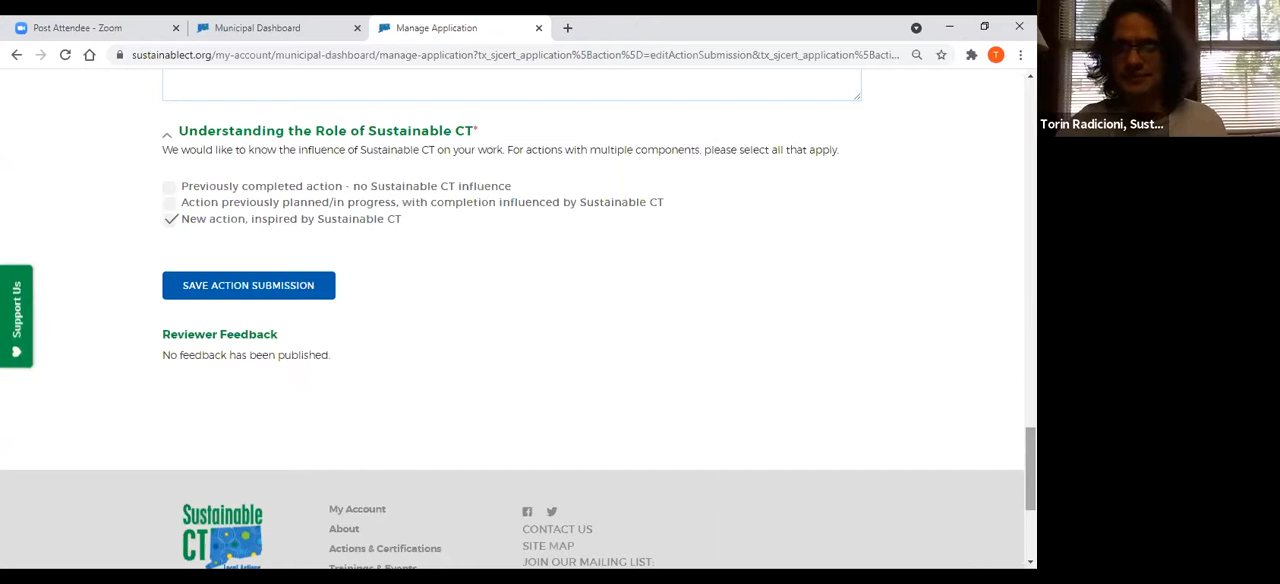 Post Attendee - Zoom
Municipal Dashboard
Manage Application
sustainablect.org/my-account/municipal-dashboard/manage-application?tx_sjcert_application%5Baction%5D=editActionSubmission&tx_sjcert_application%5Bacti...
T
Torin Radicioni, Sust...
Understanding the Role of Sustainable CT*
We would like to know the influence of Sustainable CT on your work. For actions with multiple components, please select all that apply.
Previously completed action - no Sustainable CT influence
Action previously planned/in progress, with completion influenced by Sustainable CT
New action, inspired by Sustainable CT
Support Us
SAVE ACTION SUBMISSION
Reviewer Feedback
No feedback has been published.
Sustainable
CT
Local Actions
My Account
About
Actions & Certifications
Trainings & Events
CONTACT US
SITE MAP
JOIN OUR MAILING LIST: